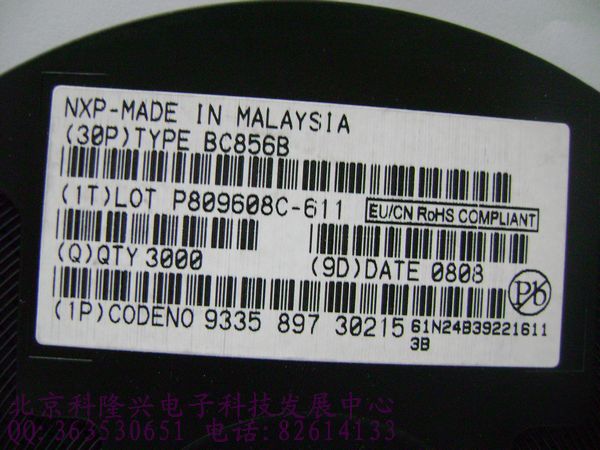 NXP-MADE IN MALAYSIA
(30P)TYPE BC856B
(1T)LOT P809608C-611
EU/CN RoHS COMPLIANT
(Q)QTY 3000
(9D)DATE 0808
Pb
(1P)CODENO 9335 897 30215
61N24B39221611
3B
北京科隆兴电子科技发展中心
QQ:363530651 电话:82614133